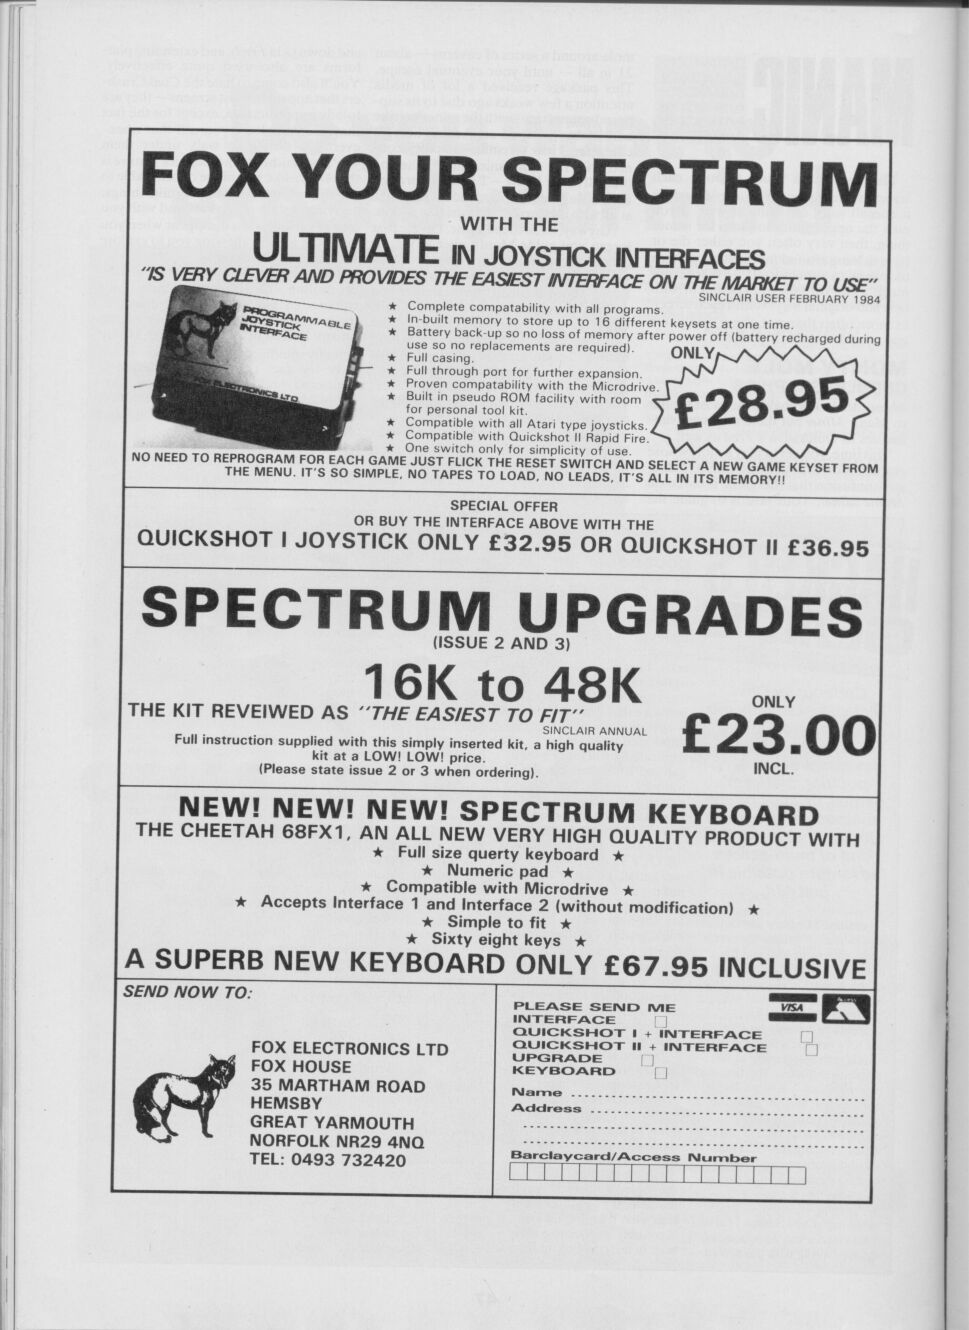 FOX YOUR SPECTRUM
WITH THE
ULTIMATE IN JOYSTICK INTERFACES
"IS VERY CLEVER AND PROVIDES THE EASIEST INTERFACE ON THE MARKET TO USE"
SINCLAIR USER FEBRUARY 1984
PROGRAMMABLE
JOYSTICK
INTERFACE
FOX ELECTRONICS LTD.
★ Complete compatability with all programs.
★ In-built memory to store up to 16 different keysets at one time.
★ Battery back-up so no loss of memory after power off (battery recharged during
use so no replacements are required).
★ Full casing.
★ Full through port for further expansion.
★ Proven compatability with the Microdrive.
★ Built in pseudo ROM facility with room
for personal tool kit.
★ Compatible with all Atari type joysticks.
★ Compatible with Quickshot II Rapid Fire.
★ One switch only for simplicity of use.
ONLY
£28.95
NO NEED TO REPROGRAM FOR EACH GAME JUST FLICK THE RESET SWITCH AND SELECT A NEW GAME KEYSET FROM
THE MENU. IT'S SO SIMPLE, NO TAPES TO LOAD, NO LEADS, IT'S ALL IN ITS MEMORY!!
SPECIAL OFFER
OR BUY THE INTERFACE ABOVE WITH THE
QUICKSHOT I JOYSTICK ONLY £32.95 OR QUICKSHOT II £36.95
SPECTRUM UPGRADES
(ISSUE 2 AND 3)
16K to 48K
THE KIT REVEIWED AS "THE EASIEST TO FIT"
SINCLAIR ANNUAL
Full instruction supplied with this simply inserted kit, a high quality
kit at a LOW! LOW! price.
(Please state issue 2 or 3 when ordering).
ONLY
£23.00
INCL.
NEW! NEW! NEW! SPECTRUM KEYBOARD
THE CHEETAH 68FX1, AN ALL NEW VERY HIGH QUALITY PRODUCT WITH
★ Full size querty keyboard ★
★ Numeric pad ★
★ Compatible with Microdrive ★
★ Accepts Interface 1 and Interface 2 (without modification) ★
★ Simple to fit ★
★ Sixty eight keys ★
A SUPERB NEW KEYBOARD ONLY £67.95 INCLUSIVE
SEND NOW TO:
FOX ELECTRONICS LTD
FOX HOUSE
35 MARTHAM ROAD
HEMSBY
GREAT YARMOUTH
NORFOLK NR29 4NQ
TEL: 0493 732420
VISA
Access
PLEASE SEND ME
INTERFACE □
QUICKSHOT I + INTERFACE □
QUICKSHOT II + INTERFACE □
UPGRADE □
KEYBOARD □
Name ........................................
Address ........................................
........................................
........................................
Barclaycard/Access Number